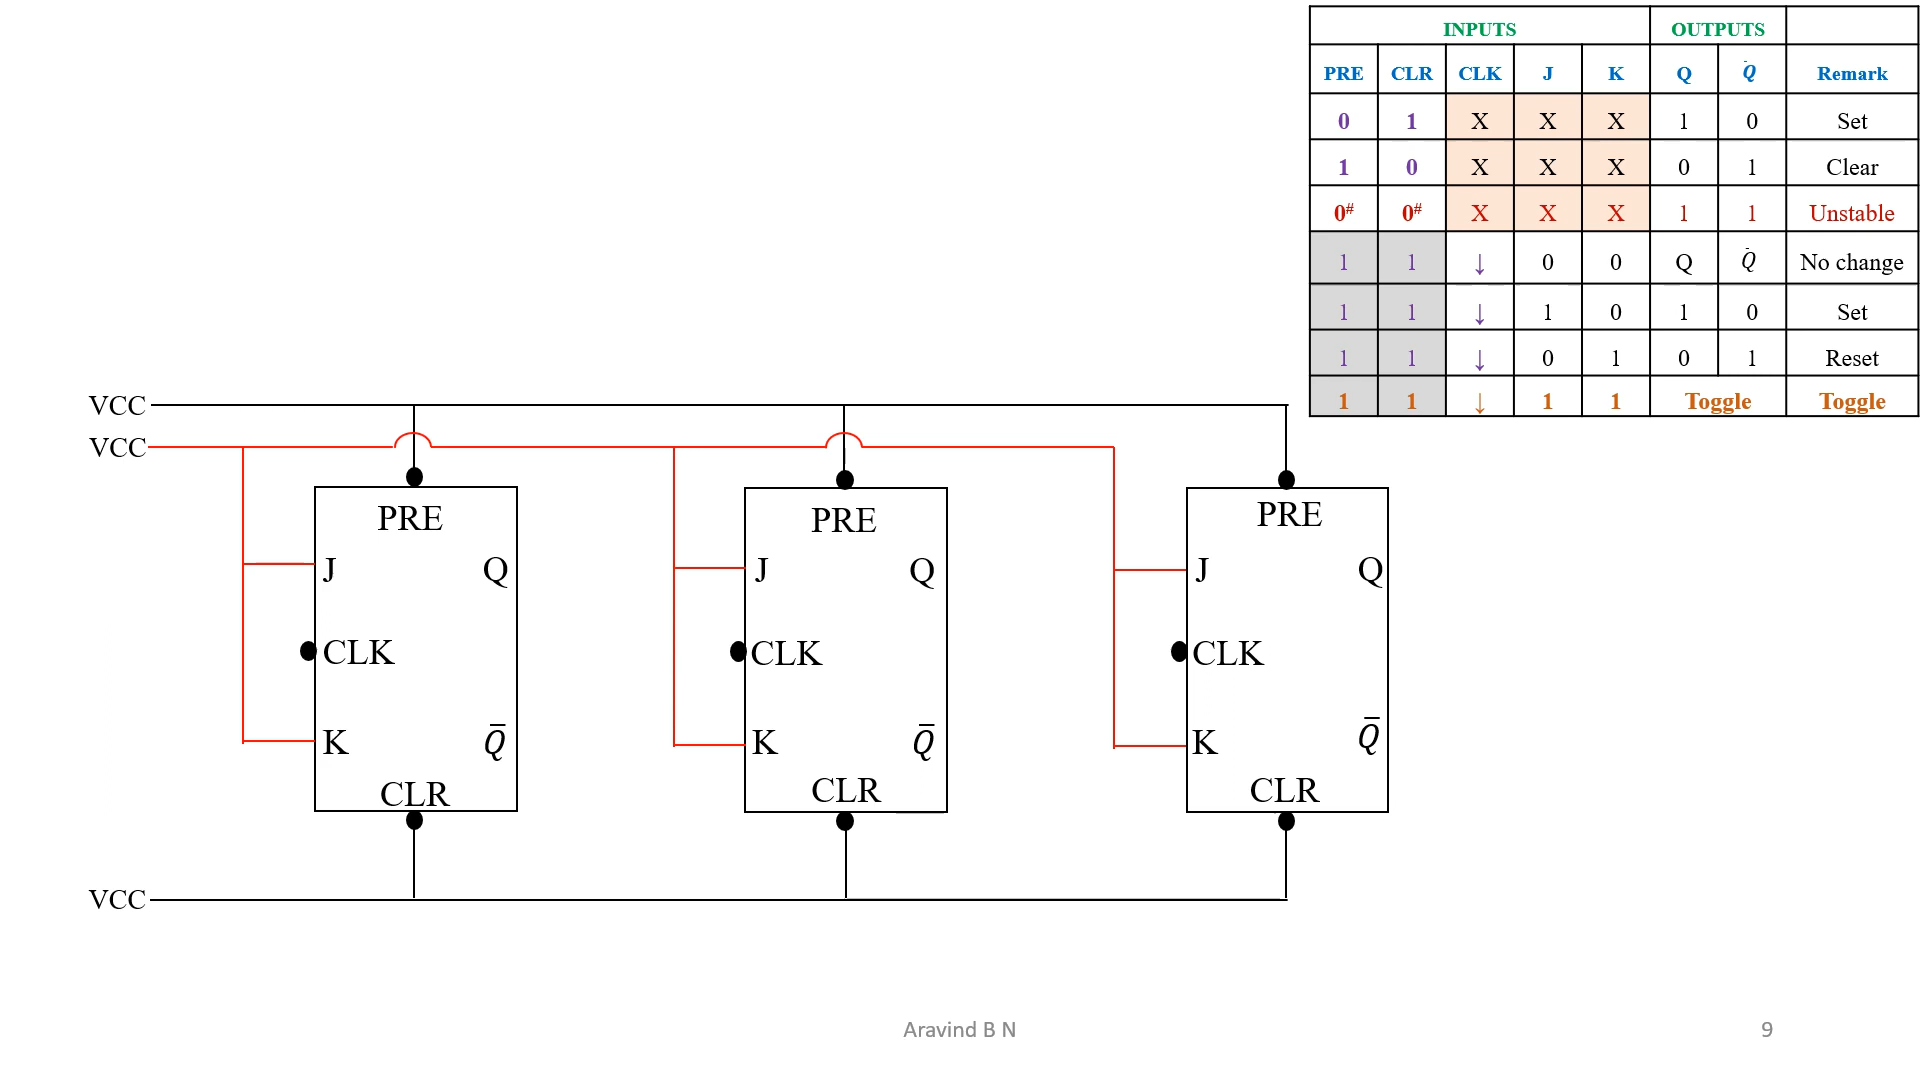 INPUTS OUTPUTS
PRE CLR CLK J K Q Q̅ Remark
0 1 X X X 1 0 Set
1 0 X X X 0 1 Clear
0# 0# X X X 1 1 Unstable
1 1 ↓ 0 0 Q Q̅ No change
1 1 ↓ 1 0 1 0 Set
1 1 ↓ 0 1 0 1 Reset
1 1 ↓ 1 1 Toggle Toggle
VCC
VCC
PRE PRE PRE
J Q J Q J Q
CLK CLK CLK
K Q̅ K Q̅ K Q̅
CLR CLR CLR
VCC
Aravind B N 9